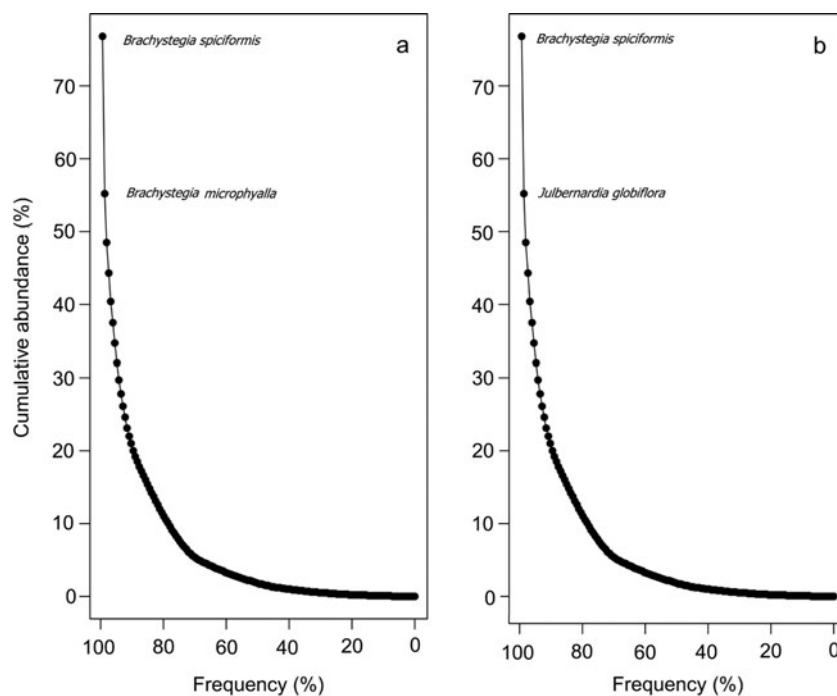 a
Brachystegia spiciformis
Brachystegia microphyalla
Cumulative abundance (%)
70
60
50
40
30
20
10
0
100 80 60 40 20 0
Frequency (%)
b
Brachystegia spiciformis
Julbernardia globiflora
70
60
50
40
30
20
10
0
100 80 60 40 20 0
Frequency (%)